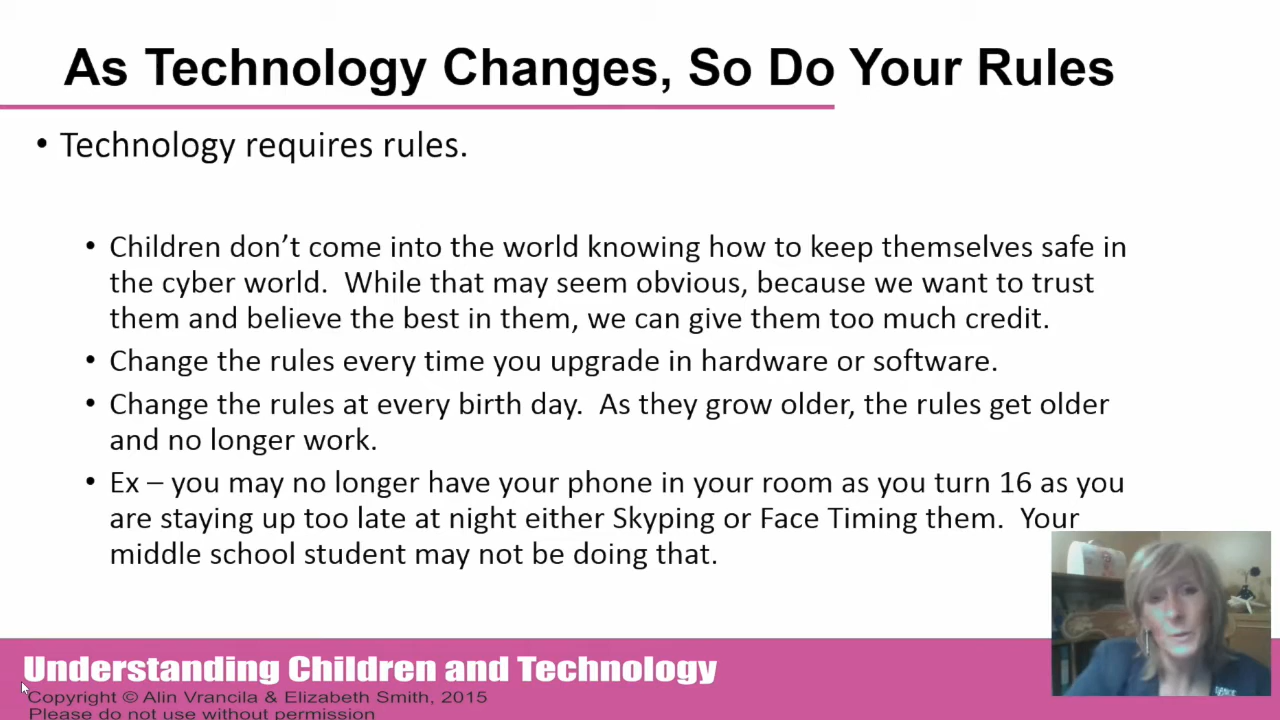 As Technology Changes, So Do Your Rules
• Technology requires rules.
• Children don’t come into the world knowing how to keep themselves safe in
the cyber world.  While that may seem obvious, because we want to trust
them and believe the best in them, we can give them too much credit.
• Change the rules every time you upgrade in hardware or software.
• Change the rules at every birth day.  As they grow older, the rules get older
and no longer work.
• Ex – you may no longer have your phone in your room as you turn 16 as you
are staying up too late at night either Skyping or Face Timing them.  Your
middle school student may not be doing that.
Understanding Children and Technology
Copyright © Alin Vrancila & Elizabeth Smith, 2015
Please do not use without permission